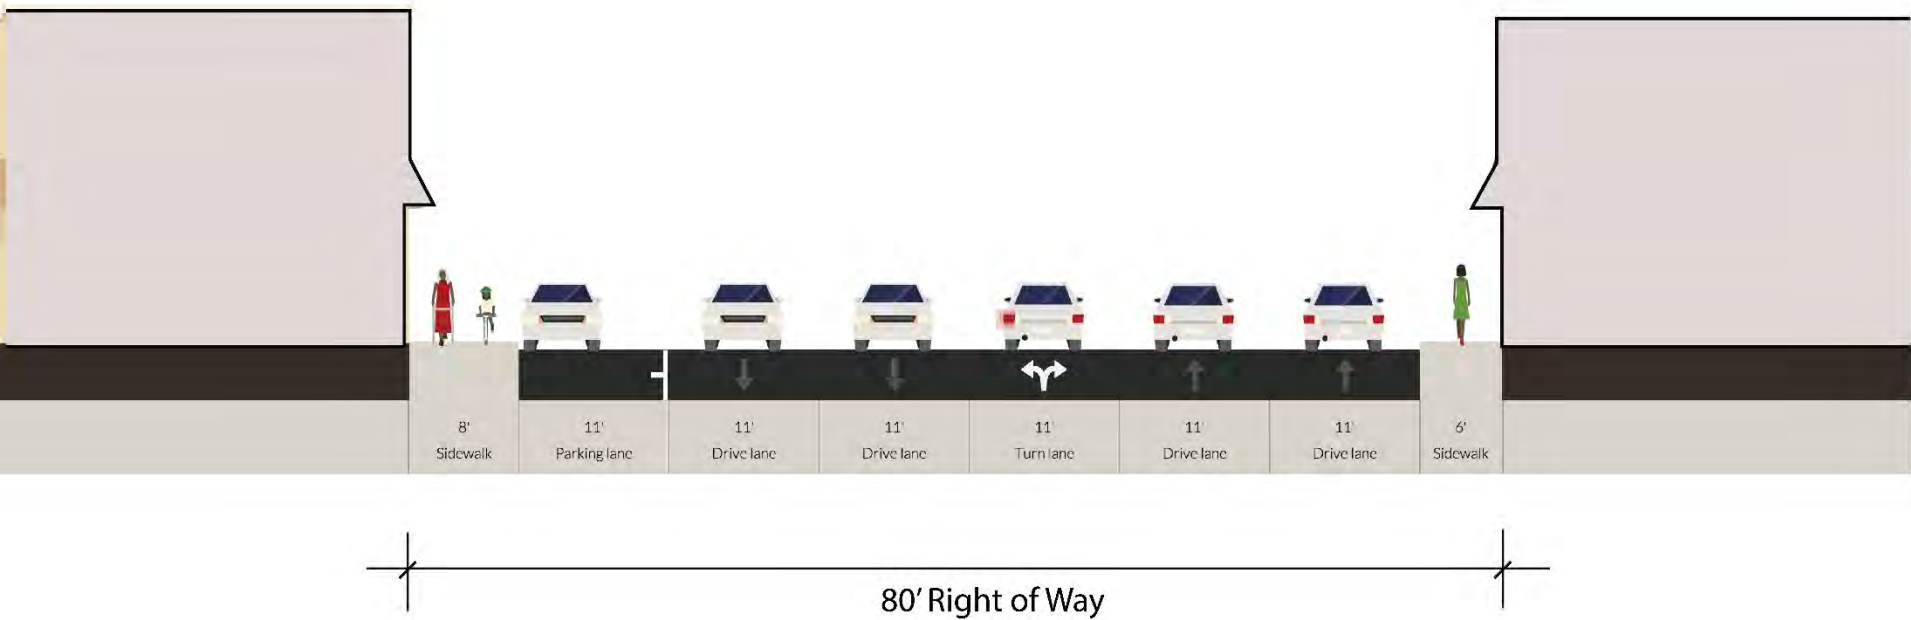 8'
Sidewalk
11'
Parking lane
11'
Drive lane
11'
Drive lane
11'
Turn lane
11'
Drive lane
11'
Drive lane
6'
Sidewalk
80' Right of Way